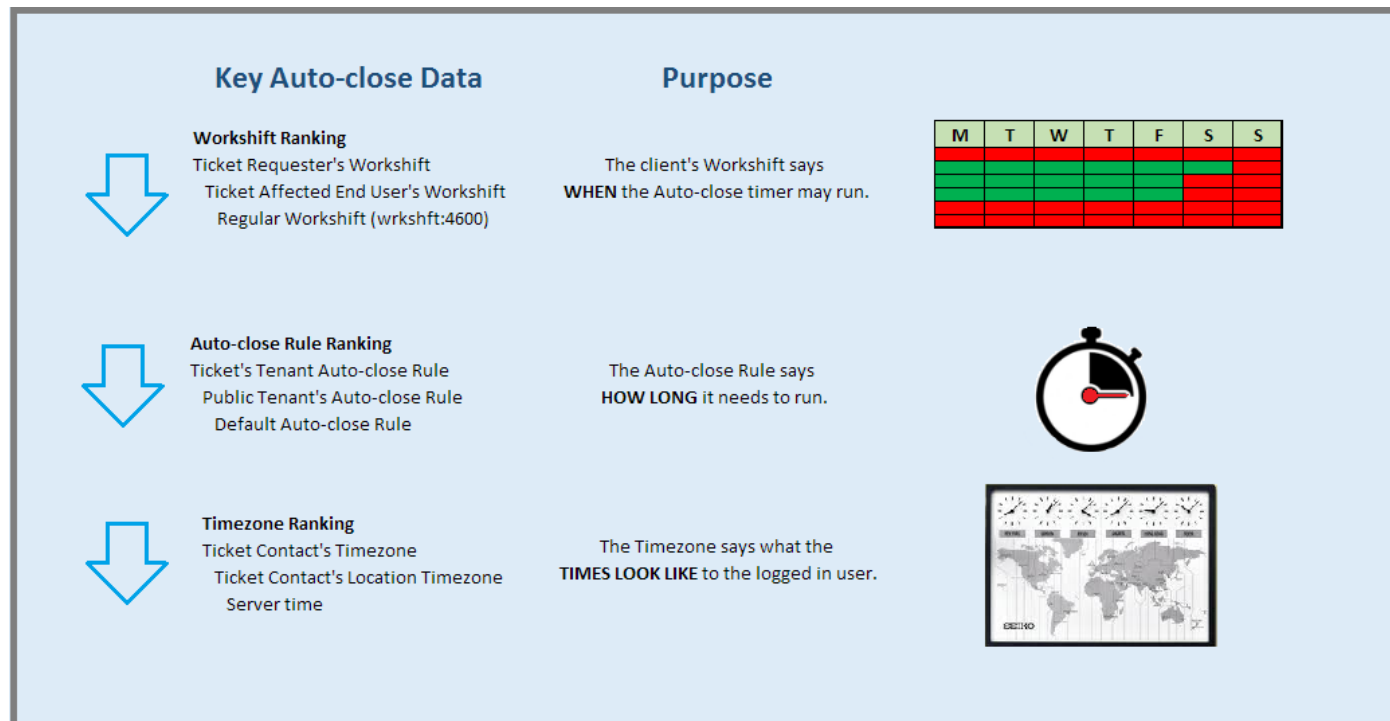 Key Auto-close Data
Purpose
Workshift Ranking
Ticket Requester's Workshift
Ticket Affected End User's Workshift
Regular Workshift (wrkshft:4600)
The client's Workshift says
WHEN the Auto-close timer may run.
M T W T F S S
Auto-close Rule Ranking
Ticket's Tenant Auto-close Rule
Public Tenant's Auto-close Rule
Default Auto-close Rule
The Auto-close Rule says
HOW LONG it needs to run.
Timezone Ranking
Ticket Contact's Timezone
Ticket Contact's Location Timezone
Server time
The Timezone says what the
TIMES LOOK LIKE to the logged in user.
SEIKO